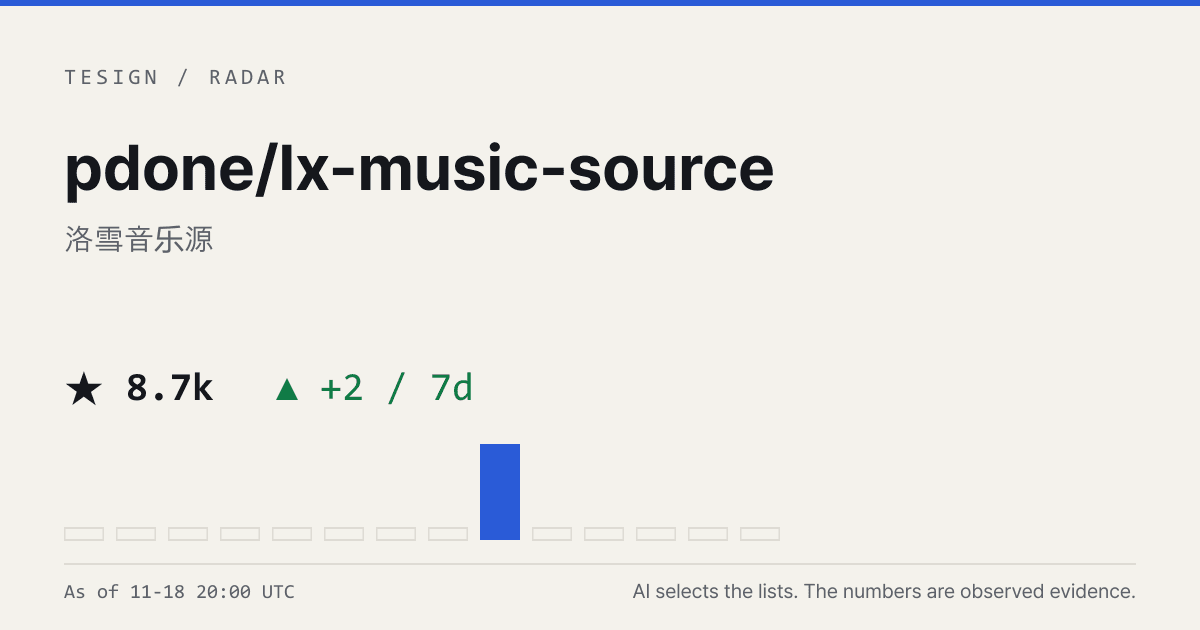 TESIGN / RADAR
pdone/lx-music-source
洛雪音乐源
★ 8.7k ▲ +2 / 7d
As of 11-18 20:00 UTC
AI selects the lists. The numbers are observed evidence.